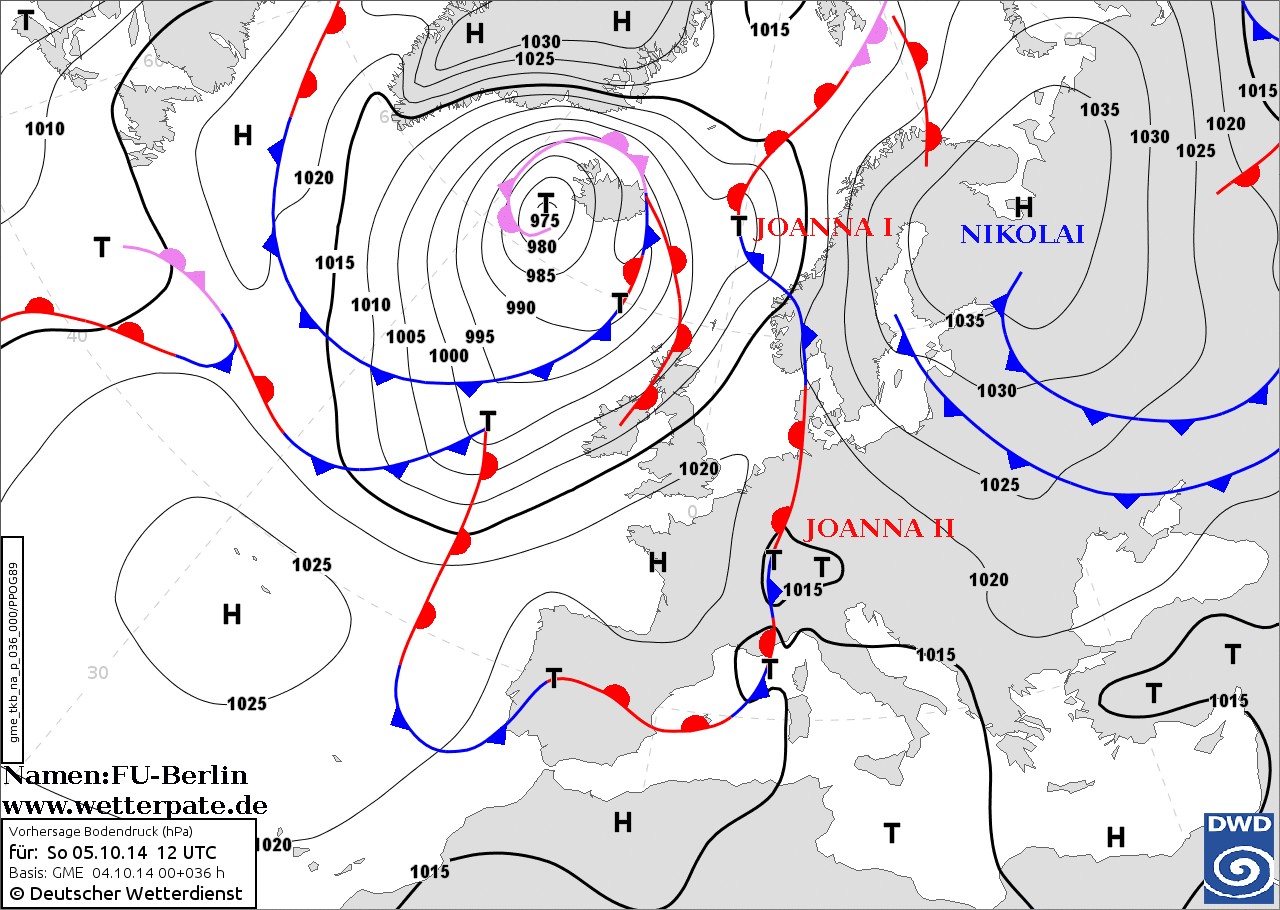 T
H
H
1015
1030
1025
60
60
60
1035
1015
1010
H
1020
1030
1025
1020
T
975
H
T
JOANNA I
NIKOLAI
T
980
1015
985
1010
990
T
1035
40
1005
995
1000
1030
T
1020
1025
0
JOANNA II
1025
H
T
T
1015
1020
H
30
1025
T
T
1015
T
T
1015
gme_tkb_na_p_036_000/PPOG89
Namen:FU-Berlin
www.wetterpate.de
Vorhersage Bodendruck (hPa)
für: So 05.10.14 12 UTC
Basis: GME 04.10.14 00+036 h
© Deutscher Wetterdienst
1020
H
T
H
1015
DWD